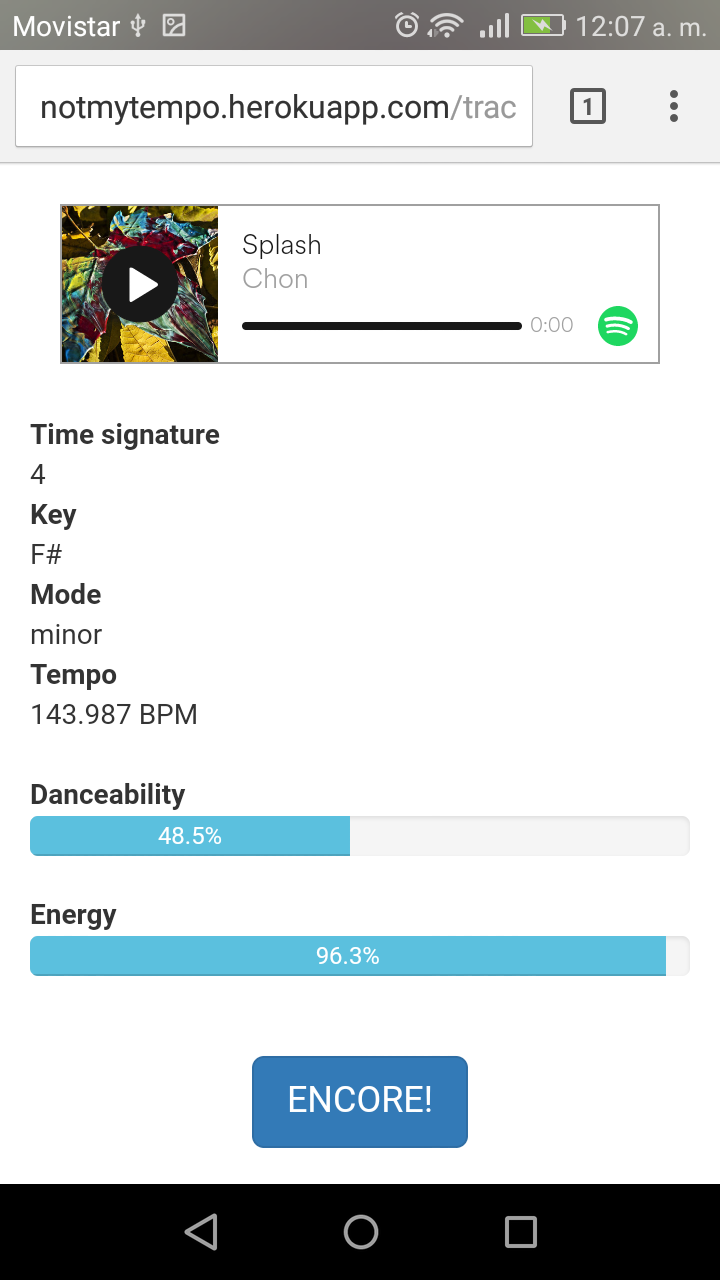 Movistar 12:07 a. m.
notmytempo.herokuapp.com/trac
1
Splash
Chon
0:00
Time signature
4
Key
F#
Mode
minor
Tempo
143.987 BPM
Danceability
48.5%
Energy
96.3%
ENCORE!